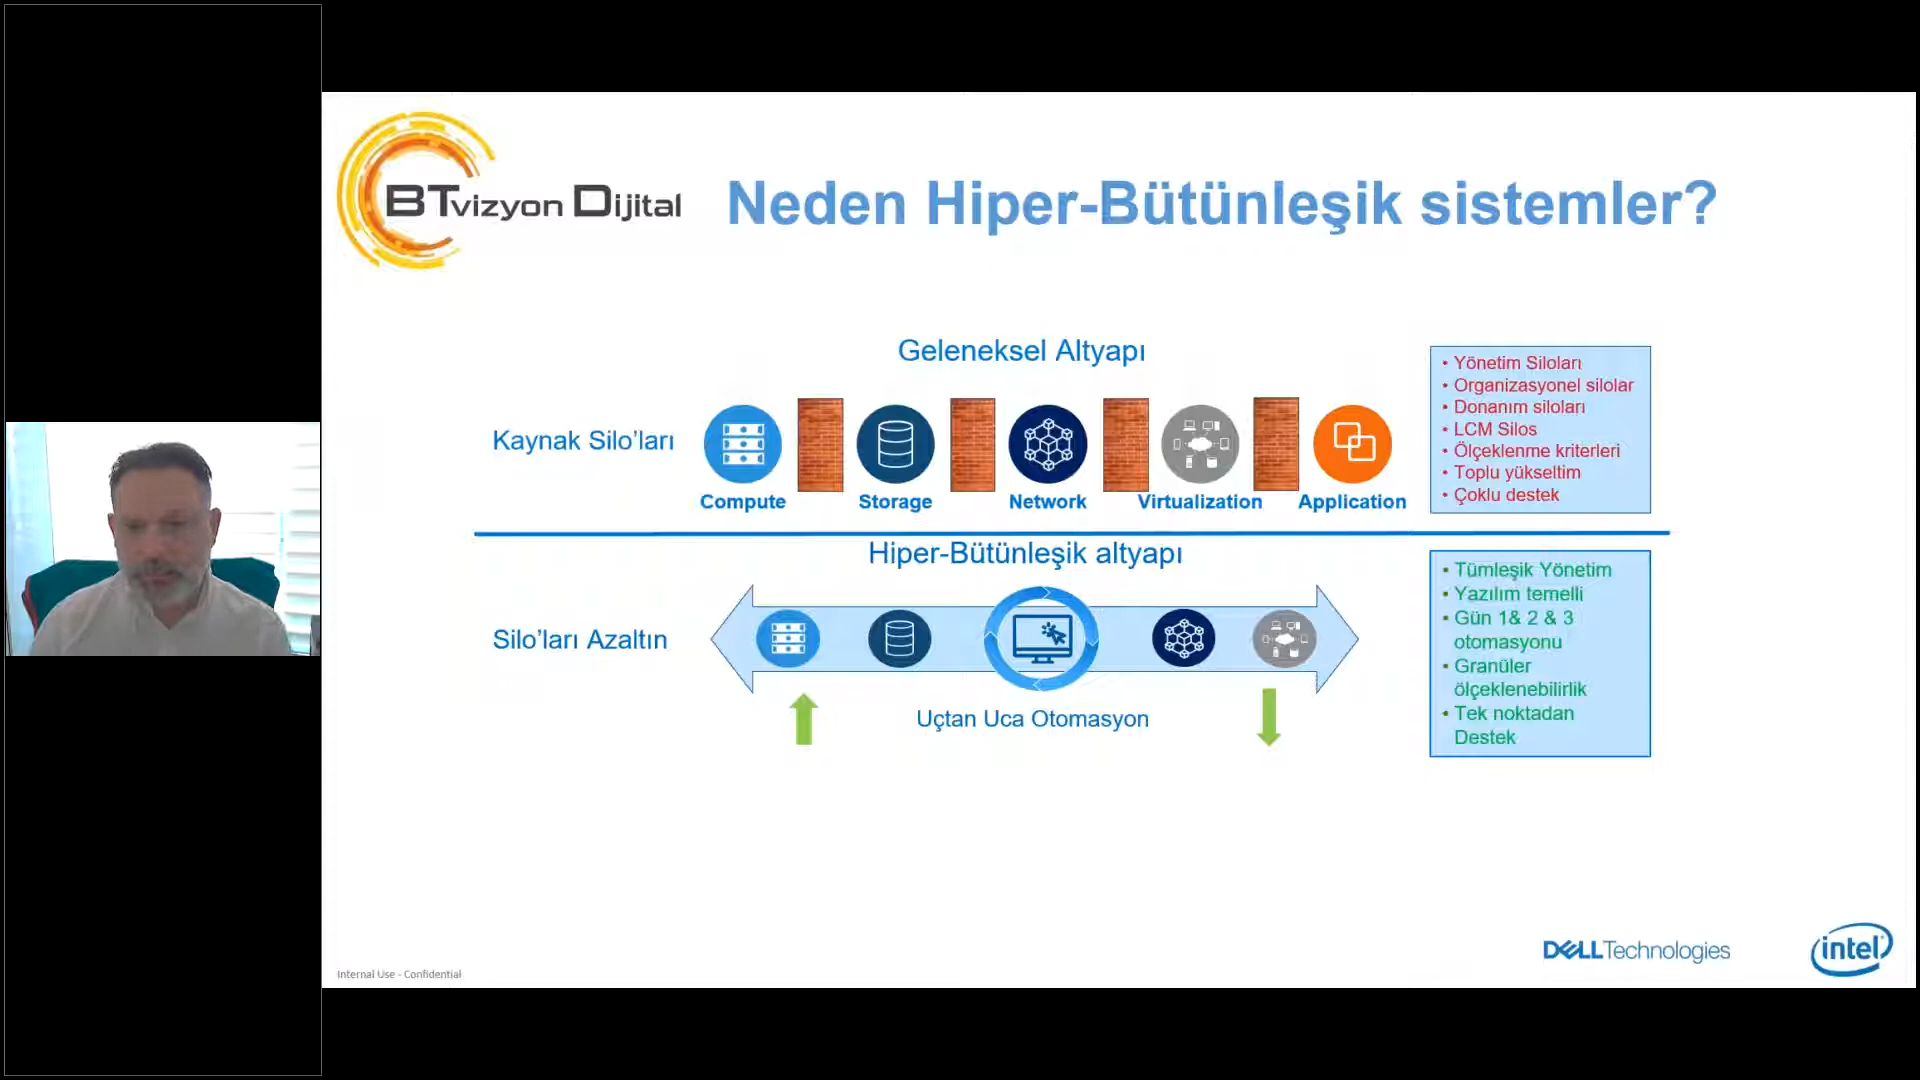 BTvizyon Dijital
Neden Hiper-Bütünleşik sistemler?
Geleneksel Altyapı
Kaynak Silo’ları
Compute
Storage
Network
Virtualization
Application
• Yönetim Siloları
• Organizasyonel silolar
• Donanım siloları
• LCM Silos
• Ölçeklenme kriterleri
• Toplu yükseltim
• Çoklu destek
Hiper-Bütünleşik altyapı
Silo’ları Azaltın
Uçtan Uca Otomasyon
• Tümleşik Yönetim
• Yazılım temelli
• Gün 1& 2 & 3
otomasyonu
• Granüler
ölçeklenebilirlik
• Tek noktadan
Destek
DELLTechnologies
intel
Internal Use - Confidential